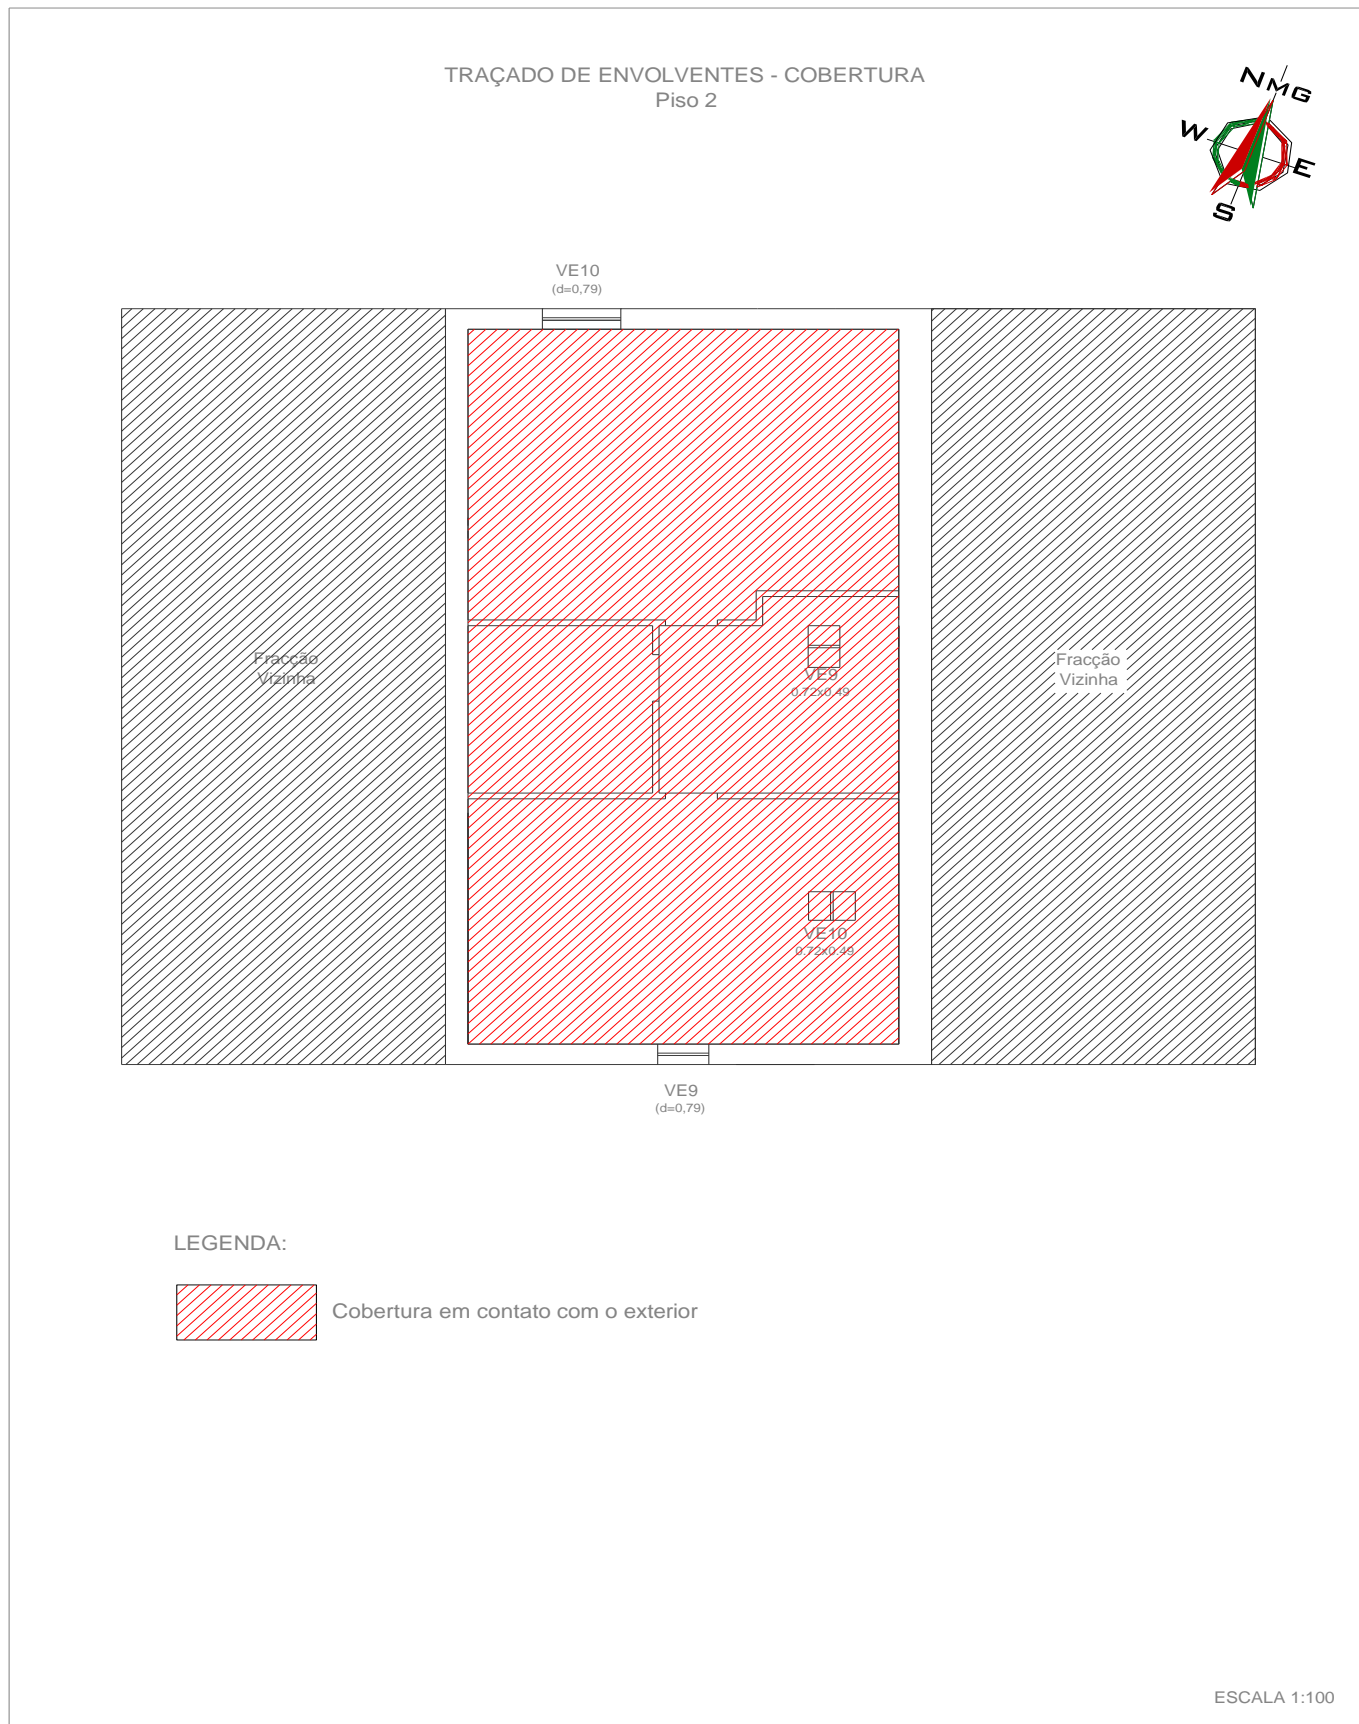 TRAÇADO DE ENVOLVENTES - COBERTURA
Piso 2
NMG
W
E
S
VE10
(d=0,79)
Fracção
Vizinha
VE9
0.72x0.49
Fracção
Vizinha
VE10
0.72x0.49
VE9
(d=0,79)
LEGENDA:
Cobertura em contato com o exterior
ESCALA 1:100